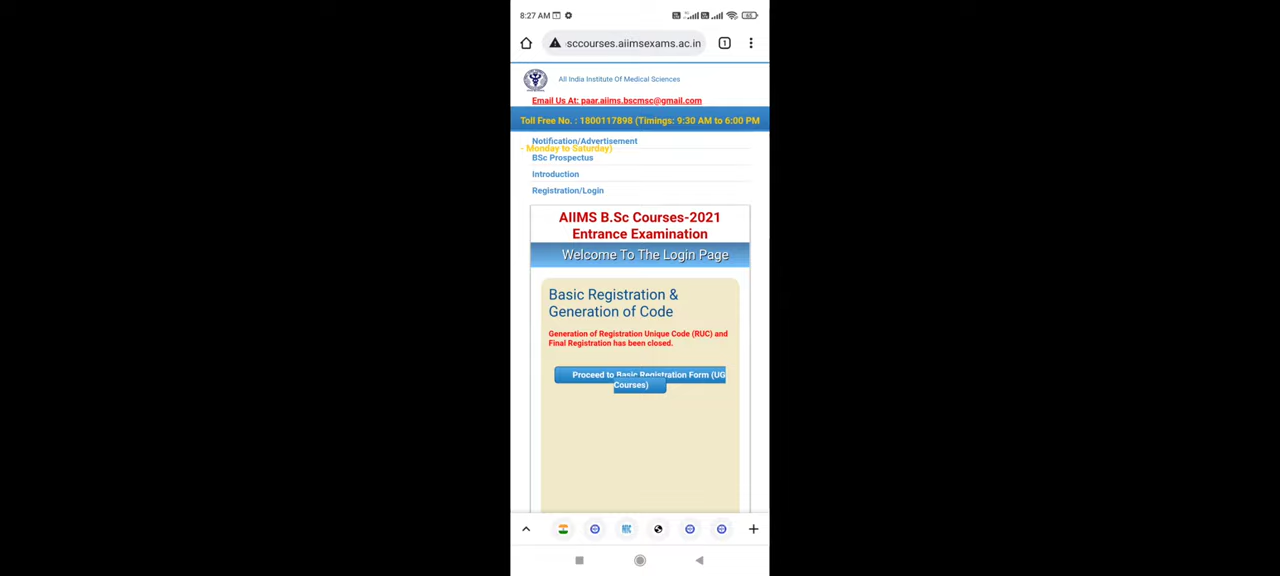 8:27 AM
sccourses.aiimsexams.ac.in
1
All India Institute Of Medical Sciences
Email Us At: paar.aiims.bscmsc@gmail.com
Toll Free No. : 1800117898 (Timings: 9:30 AM to 6:00 PM
Notification/Advertisement
- Monday to Saturday)
BSc Prospectus
Introduction
Registration/Login
AIIMS B.Sc Courses-2021
Entrance Examination
Welcome To The Login Page
Basic Registration &
Generation of Code
Generation of Registration Unique Code (RUC) and
Final Registration has been closed.
Proceed to Basic Registration Form (UG
Courses)